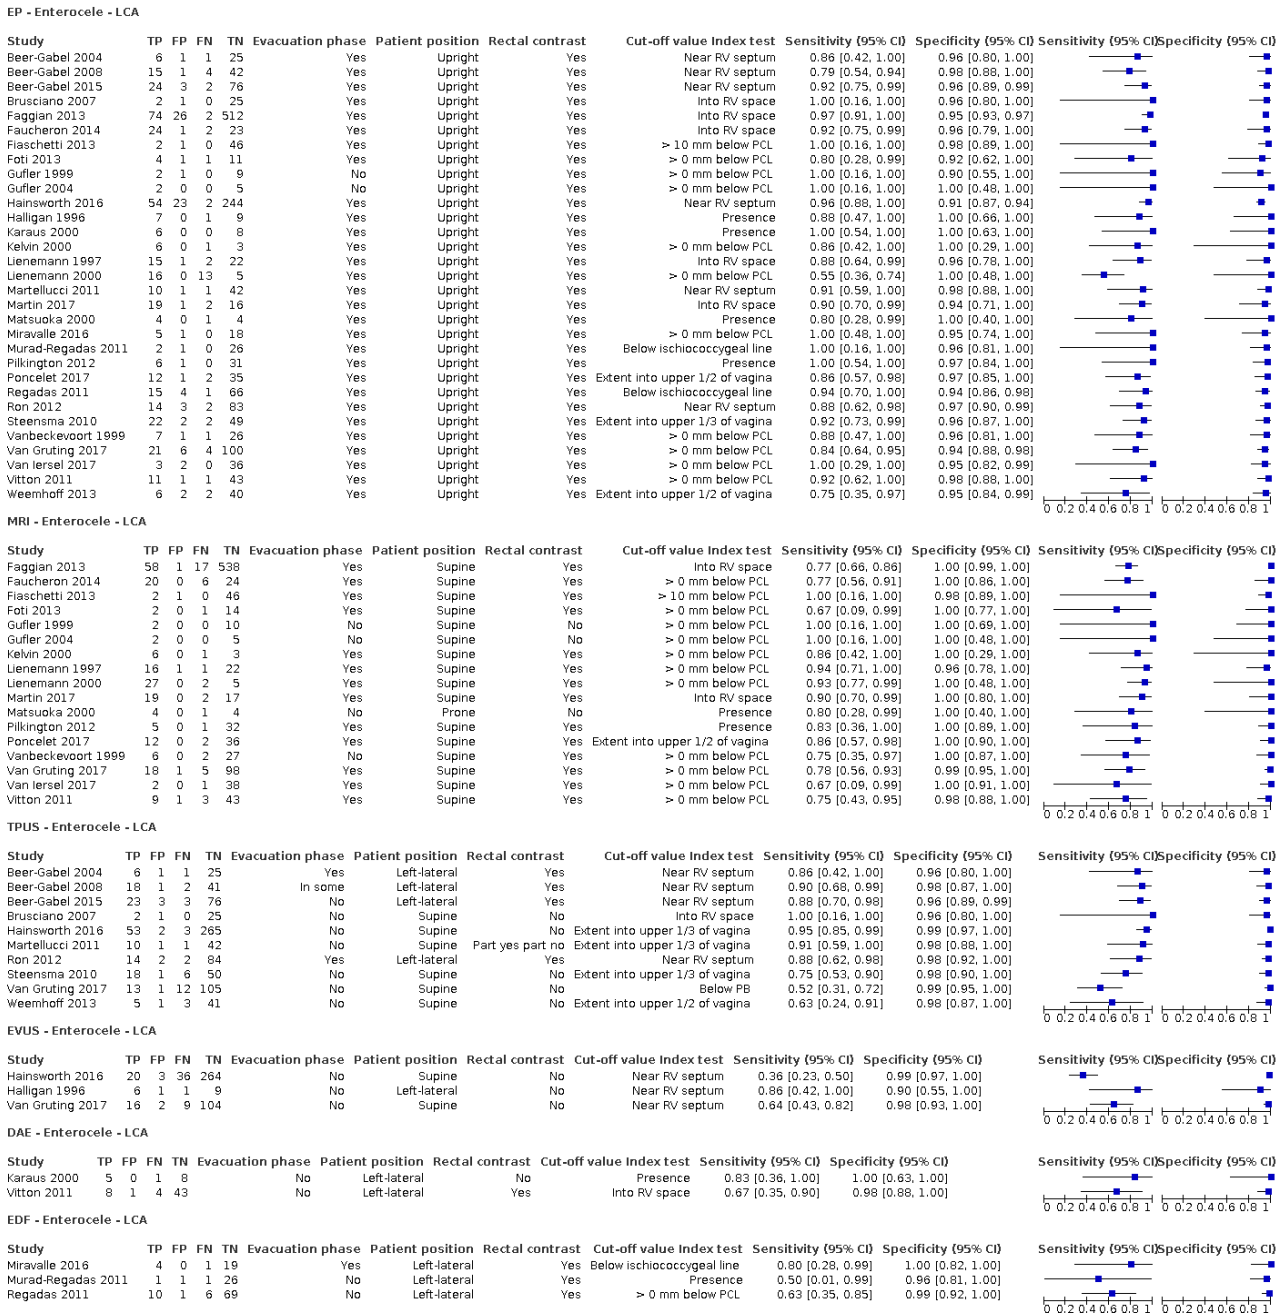 EP - Enterocele - LCA
Study TP FP FN TN Evacuation phase Patient position Rectal contrast Cut-off value Index test Sensitivity (95% CI) Specificity (95% CI) Sensitivity (95% CI) Specificity (95% CI)
Beer-Gabel 2004 6 1 1 25 Yes Upright Yes Near RV septum 0.86 [0.42, 1.00] 0.96 [0.80, 1.00]
Beer-Gabel 2008 15 1 4 42 Yes Upright Yes Near RV septum 0.79 [0.54, 0.94] 0.98 [0.88, 1.00]
Beer-Gabel 2015 24 3 2 76 Yes Upright Yes Near RV septum 0.92 [0.75, 0.99] 0.96 [0.89, 0.99]
Brusciano 2007 2 1 0 25 Yes Upright Yes Into RV space 1.00 [0.16, 1.00] 0.96 [0.80, 1.00]
Faggian 2013 74 26 2 512 Yes Upright Yes Into RV space 0.97 [0.91, 1.00] 0.95 [0.93, 0.97]
Faucheron 2014 24 1 2 23 Yes Upright Yes Into RV space 0.92 [0.75, 0.99] 0.96 [0.79, 1.00]
Fiaschetti 2013 2 1 0 46 Yes Upright Yes > 10 mm below PCL 1.00 [0.16, 1.00] 0.98 [0.89, 1.00]
Foti 2013 4 1 1 11 Yes Upright Yes > 0 mm below PCL 0.80 [0.28, 0.99] 0.92 [0.62, 1.00]
Gufler 1999 2 1 0 9 No Upright Yes > 0 mm below PCL 1.00 [0.16, 1.00] 0.90 [0.55, 1.00]
Gufler 2004 2 0 0 5 No Upright Yes > 0 mm below PCL 1.00 [0.16, 1.00] 1.00 [0.48, 1.00]
Hainsworth 2016 54 23 2 244 Yes Upright Yes Near RV septum 0.96 [0.88, 1.00] 0.91 [0.87, 0.94]
Halligan 1996 7 0 1 9 Yes Upright Yes Presence 0.88 [0.47, 1.00] 1.00 [0.66, 1.00]
Karaus 2000 6 0 0 8 Yes Upright Yes Presence 1.00 [0.54, 1.00] 1.00 [0.63, 1.00]
Kelvin 2000 6 0 1 3 Yes Upright Yes > 0 mm below PCL 0.86 [0.42, 1.00] 1.00 [0.29, 1.00]
Lienemann 1997 15 1 2 22 Yes Upright Yes Into RV space 0.88 [0.64, 0.99] 0.96 [0.78, 1.00]
Lienemann 2000 16 0 13 5 Yes Upright Yes > 0 mm below PCL 0.55 [0.36, 0.74] 1.00 [0.48, 1.00]
Martellucci 2011 10 1 1 42 Yes Upright Yes Near RV septum 0.91 [0.59, 1.00] 0.98 [0.88, 1.00]
Martin 2017 19 1 2 16 Yes Upright Yes Into RV space 0.90 [0.70, 0.99] 0.94 [0.71, 1.00]
Matsuoka 2000 4 0 1 4 Yes Upright Yes Presence 0.80 [0.28, 0.99] 1.00 [0.40, 1.00]
Miravalle 2016 5 1 0 18 Yes Upright Yes > 0 mm below PCL 1.00 [0.48, 1.00] 0.95 [0.74, 1.00]
Murad-Regadas 2011 2 1 0 26 Yes Upright Yes Below ischiococcygeal line 1.00 [0.16, 1.00] 0.96 [0.81, 1.00]
Pilkington 2012 6 1 0 31 Yes Upright Yes Presence 1.00 [0.54, 1.00] 0.97 [0.84, 1.00]
Poncelet 2017 12 1 2 35 Yes Upright Yes Extent into upper 1/2 of vagina 0.86 [0.57, 0.98] 0.97 [0.85, 1.00]
Regadas 2011 15 4 1 66 Yes Upright Yes Below ischiococcygeal line 0.94 [0.70, 1.00] 0.94 [0.86, 0.98]
Ron 2012 14 3 2 83 Yes Upright Yes Near RV septum 0.88 [0.62, 0.98] 0.97 [0.90, 0.99]
Steensma 2010 22 2 2 49 Yes Upright Yes Extent into upper 1/3 of vagina 0.92 [0.73, 0.99] 0.96 [0.87, 1.00]
Vanbeckevoort 1999 7 1 1 26 Yes Upright Yes > 0 mm below PCL 0.88 [0.47, 1.00] 0.96 [0.81, 1.00]
Van Gruting 2017 21 6 4 100 Yes Upright Yes > 0 mm below PCL 0.84 [0.64, 0.95] 0.94 [0.88, 0.98]
Van Iersel 2017 3 2 0 36 Yes Upright Yes > 0 mm below PCL 1.00 [0.29, 1.00] 0.95 [0.82, 0.99]
Vitton 2011 11 1 1 43 Yes Upright Yes > 0 mm below PCL 0.92 [0.62, 1.00] 0.98 [0.88, 1.00]
Weemhoff 2013 6 2 2 40 Yes Upright Yes Extent into upper 1/2 of vagina 0.75 [0.35, 0.97] 0.95 [0.84, 0.99]
0 0.2 0.4 0.6 0.8 1 0 0.2 0.4 0.6 0.8 1
MRI - Enterocele - LCA
Study TP FP FN TN Evacuation phase Patient position Rectal contrast Cut-off value Index test Sensitivity (95% CI) Specificity (95% CI) Sensitivity (95% CI) Specificity (95% CI)
Faggian 2013 58 1 17 538 Yes Supine Yes Into RV space 0.77 [0.66, 0.86] 1.00 [0.99, 1.00]
Faucheron 2014 20 0 6 24 Yes Supine Yes > 0 mm below PCL 0.77 [0.56, 0.91] 1.00 [0.86, 1.00]
Fiaschetti 2013 2 1 0 46 Yes Supine Yes > 10 mm below PCL 1.00 [0.16, 1.00] 0.98 [0.89, 1.00]
Foti 2013 2 0 1 14 Yes Supine Yes > 0 mm below PCL 0.67 [0.09, 0.99] 1.00 [0.77, 1.00]
Gufler 1999 2 0 0 10 No Supine No > 0 mm below PCL 1.00 [0.16, 1.00] 1.00 [0.69, 1.00]
Gufler 2004 2 0 0 5 No Supine No > 0 mm below PCL 1.00 [0.16, 1.00] 1.00 [0.48, 1.00]
Kelvin 2000 6 0 1 3 Yes Supine Yes > 0 mm below PCL 0.86 [0.42, 1.00] 1.00 [0.29, 1.00]
Lienemann 1997 16 1 1 22 Yes Supine Yes > 0 mm below PCL 0.94 [0.71, 1.00] 0.96 [0.78, 1.00]
Lienemann 2000 27 0 2 5 Yes Supine Yes > 0 mm below PCL 0.93 [0.77, 0.99] 1.00 [0.48, 1.00]
Martin 2017 19 0 2 17 Yes Supine Yes Into RV space 0.90 [0.70, 0.99] 1.00 [0.80, 1.00]
Matsuoka 2000 4 0 1 4 No Prone No Presence 0.80 [0.28, 0.99] 1.00 [0.40, 1.00]
Pilkington 2012 5 0 1 32 Yes Supine Yes Presence 0.83 [0.36, 1.00] 1.00 [0.89, 1.00]
Poncelet 2017 12 0 2 36 Yes Supine Yes Extent into upper 1/2 of vagina 0.86 [0.57, 0.98] 1.00 [0.90, 1.00]
Vanbeckevoort 1999 6 0 2 27 No Supine Yes > 0 mm below PCL 0.75 [0.35, 0.97] 1.00 [0.87, 1.00]
Van Gruting 2017 18 1 5 98 Yes Supine Yes > 0 mm below PCL 0.78 [0.56, 0.93] 0.99 [0.95, 1.00]
Van Iersel 2017 2 0 1 38 Yes Supine Yes > 0 mm below PCL 0.67 [0.09, 0.99] 1.00 [0.91, 1.00]
Vitton 2011 9 1 3 43 Yes Supine Yes > 0 mm below PCL 0.75 [0.43, 0.95] 0.98 [0.88, 1.00]
0 0.2 0.4 0.6 0.8 1 0 0.2 0.4 0.6 0.8 1
TPUS - Enterocele - LCA
Study TP FP FN TN Evacuation phase Patient position Rectal contrast Cut-off value Index test Sensitivity (95% CI) Specificity (95% CI) Sensitivity (95% CI) Specificity (95% CI)
Beer-Gabel 2004 6 1 1 25 Yes Left-lateral Yes Near RV septum 0.86 [0.42, 1.00] 0.96 [0.80, 1.00]
Beer-Gabel 2008 18 1 2 41 In some Left-lateral Yes Near RV septum 0.90 [0.68, 0.99] 0.98 [0.87, 1.00]
Beer-Gabel 2015 23 3 3 76 No Left-lateral Yes Near RV septum 0.88 [0.70, 0.98] 0.96 [0.89, 0.99]
Brusciano 2007 2 1 0 25 No Supine No Into RV space 1.00 [0.16, 1.00] 0.96 [0.80, 1.00]
Hainsworth 2016 53 2 3 265 No Supine No Extent into upper 1/3 of vagina 0.95 [0.85, 0.99] 0.99 [0.97, 1.00]
Martellucci 2011 10 1 1 42 No Supine Part yes part no Extent into upper 1/3 of vagina 0.91 [0.59, 1.00] 0.98 [0.88, 1.00]
Ron 2012 14 2 2 84 Yes Left-lateral Yes Near RV septum 0.88 [0.62, 0.98] 0.98 [0.92, 1.00]
Steensma 2010 18 1 6 50 No Supine No Extent into upper 1/3 of vagina 0.75 [0.53, 0.90] 0.98 [0.90, 1.00]
Van Gruting 2017 13 1 12 105 No Supine No Below PB 0.52 [0.31, 0.72] 0.99 [0.95, 1.00]
Weemhoff 2013 5 1 3 41 No Supine No Extent into upper 1/2 of vagina 0.63 [0.24, 0.91] 0.98 [0.87, 1.00]
0 0.2 0.4 0.6 0.8 1 0 0.2 0.4 0.6 0.8 1
EVUS - Enterocele - LCA
Study TP FP FN TN Evacuation phase Patient position Rectal contrast Cut-off value Index test Sensitivity (95% CI) Specificity (95% CI) Sensitivity (95% CI) Specificity (95% CI)
Hainsworth 2016 20 3 36 264 No Supine No Near RV septum 0.36 [0.23, 0.50] 0.99 [0.97, 1.00]
Halligan 1996 6 1 1 9 No Left-lateral No Near RV septum 0.86 [0.42, 1.00] 0.90 [0.55, 1.00]
Van Gruting 2017 16 2 9 104 No Supine No Near RV septum 0.64 [0.43, 0.82] 0.98 [0.93, 1.00]
0 0.2 0.4 0.6 0.8 1 0 0.2 0.4 0.6 0.8 1
DAE - Enterocele - LCA
Study TP FP FN TN Evacuation phase Patient position Rectal contrast Cut-off value Index test Sensitivity (95% CI) Specificity (95% CI) Sensitivity (95% CI) Specificity (95% CI)
Karaus 2000 5 0 1 8 No Left-lateral No Presence 0.83 [0.36, 1.00] 1.00 [0.63, 1.00]
Vitton 2011 8 1 4 43 No Left-lateral Yes Into RV space 0.67 [0.35, 0.90] 0.98 [0.88, 1.00]
0 0.2 0.4 0.6 0.8 1 0 0.2 0.4 0.6 0.8 1
EDF - Enterocele - LCA
Study TP FP FN TN Evacuation phase Patient position Rectal contrast Cut-off value Index test Sensitivity (95% CI) Specificity (95% CI) Sensitivity (95% CI) Specificity (95% CI)
Miravalle 2016 4 0 1 19 Yes Left-lateral Yes Below ischiococcygeal line 0.80 [0.28, 0.99] 1.00 [0.82, 1.00]
Murad-Regadas 2011 1 1 1 26 No Left-lateral Yes Presence 0.50 [0.01, 0.99] 0.96 [0.81, 1.00]
Regadas 2011 10 1 6 69 No Left-lateral Yes > 0 mm below PCL 0.63 [0.35, 0.85] 0.99 [0.92, 1.00]
0 0.2 0.4 0.6 0.8 1 0 0.2 0.4 0.6 0.8 1